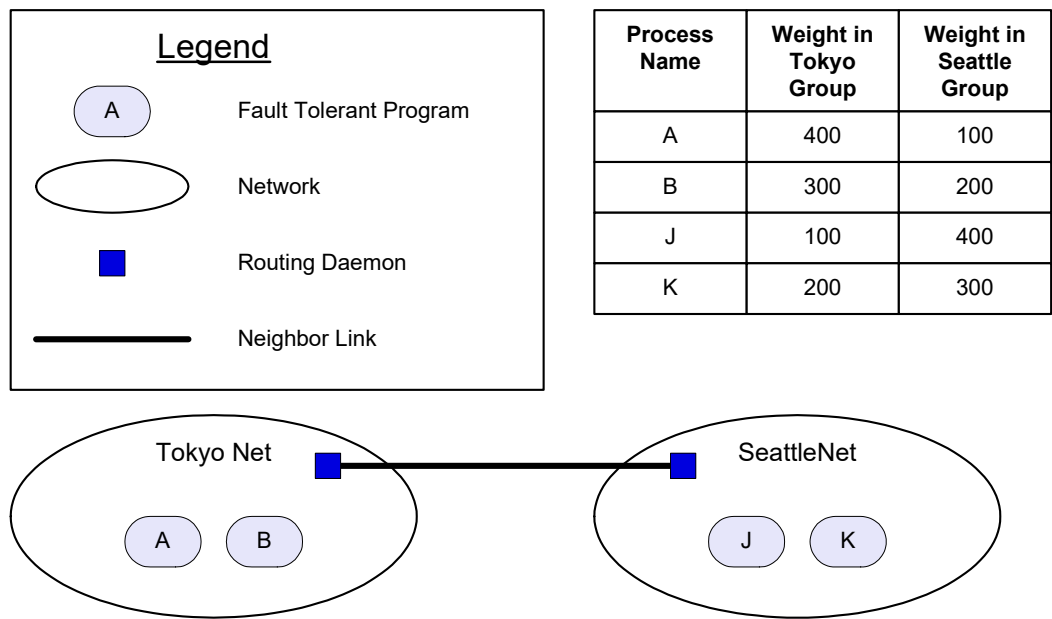 Legend
A
Fault Tolerant Program
Network
Routing Daemon
Neighbor Link
Process Name
Weight in Tokyo Group
Weight in Seattle Group
A 400 100
B 300 200
J 100 400
K 200 300
Tokyo Net
SeattleNet
A B
J K